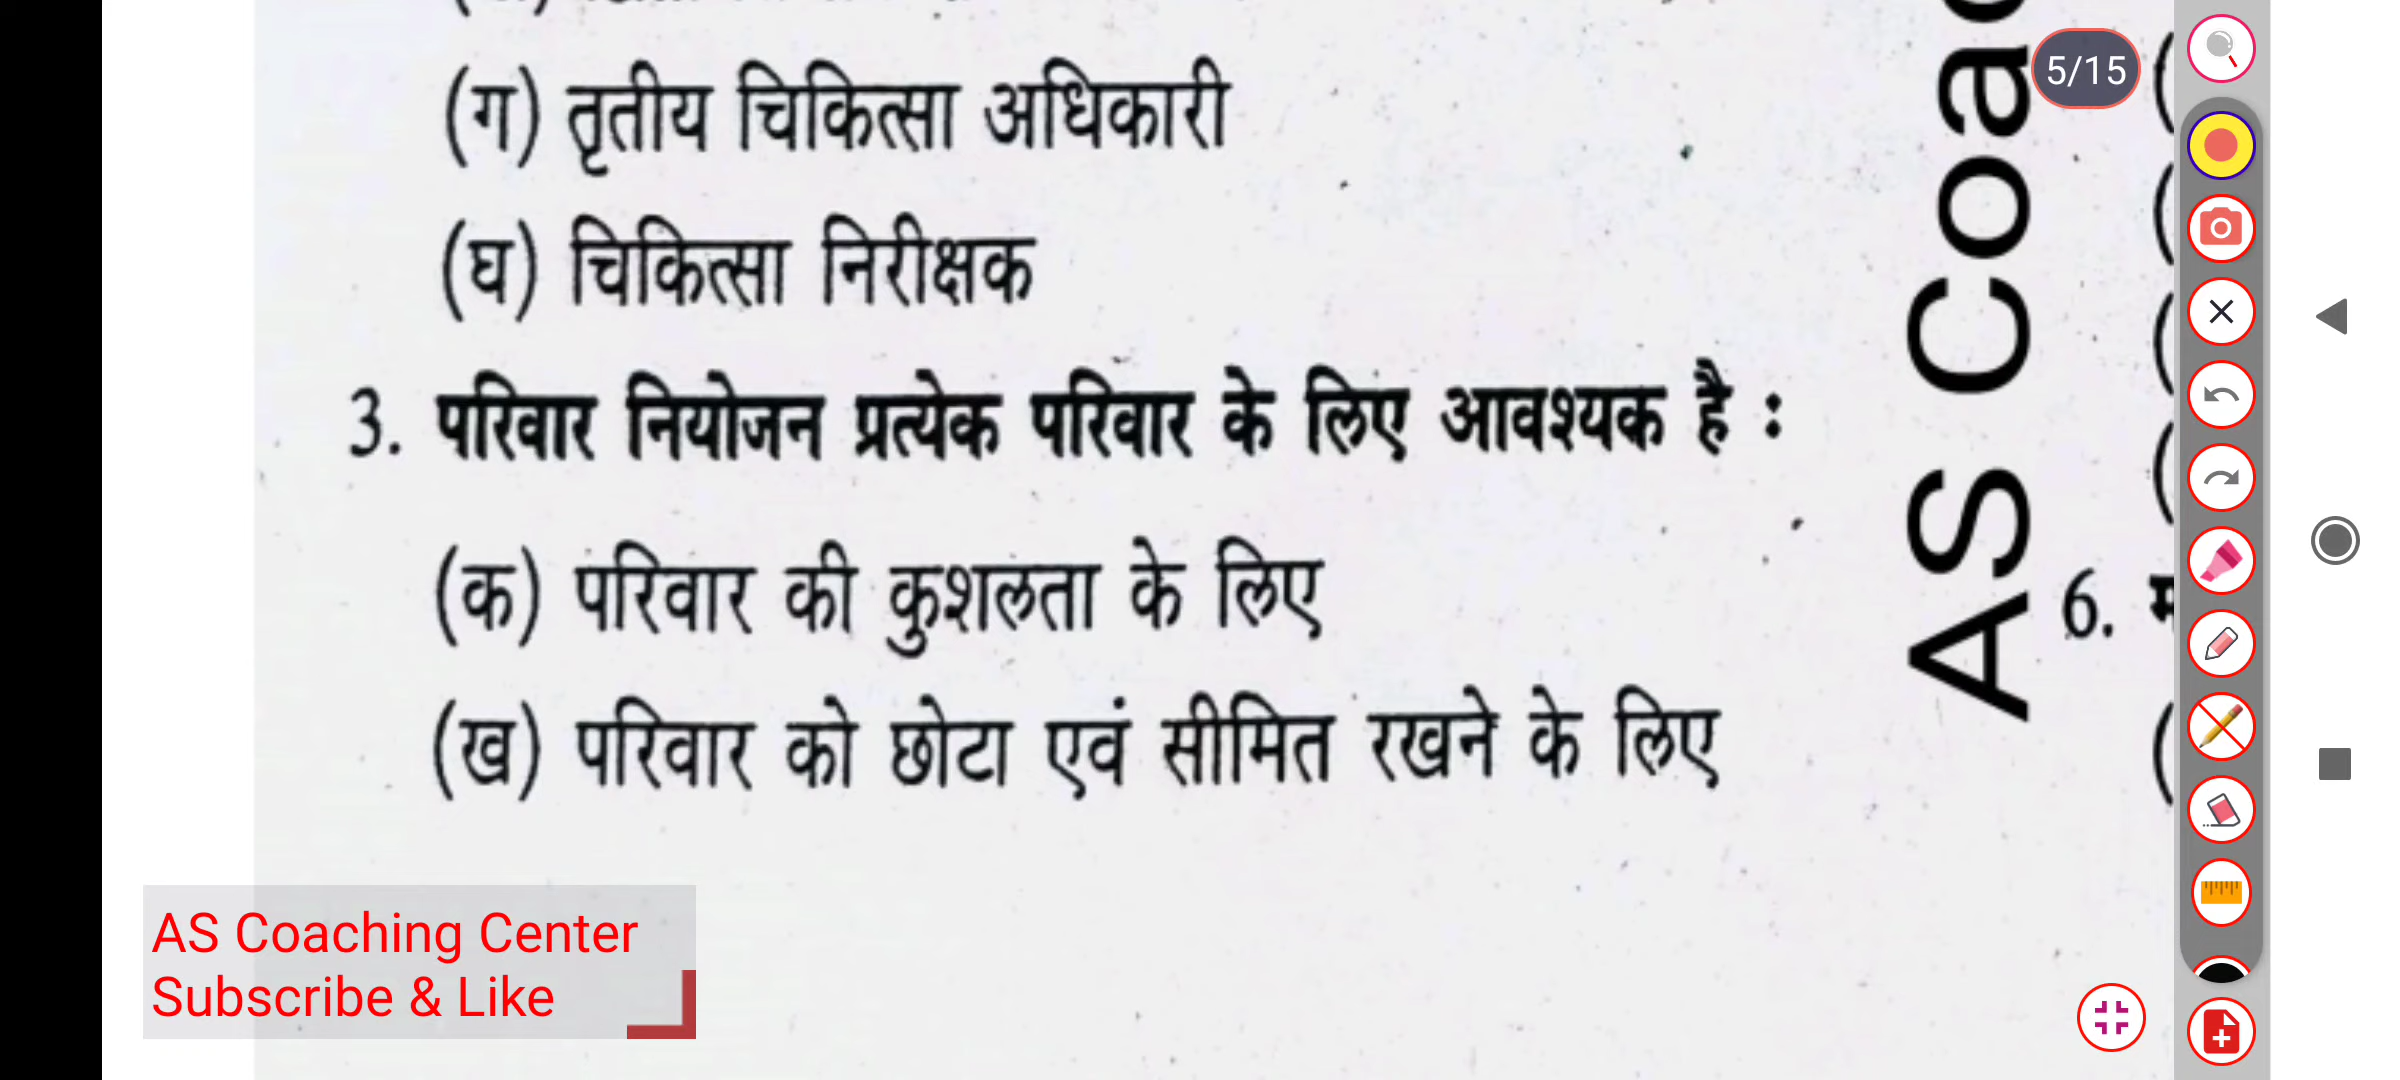 (ग) तृतीय चिकित्सा अधिकारी
(घ) चिकित्सा निरीक्षक
3. परिवार नियोजन प्रत्येक परिवार के लिए आवश्यक है :
(क) परिवार की कुशलता के लिए
(ख) परिवार को छोटा एवं सीमित रखने के लिए
AS Coac
5/15
6.
AS Coaching Center
Subscribe & Like